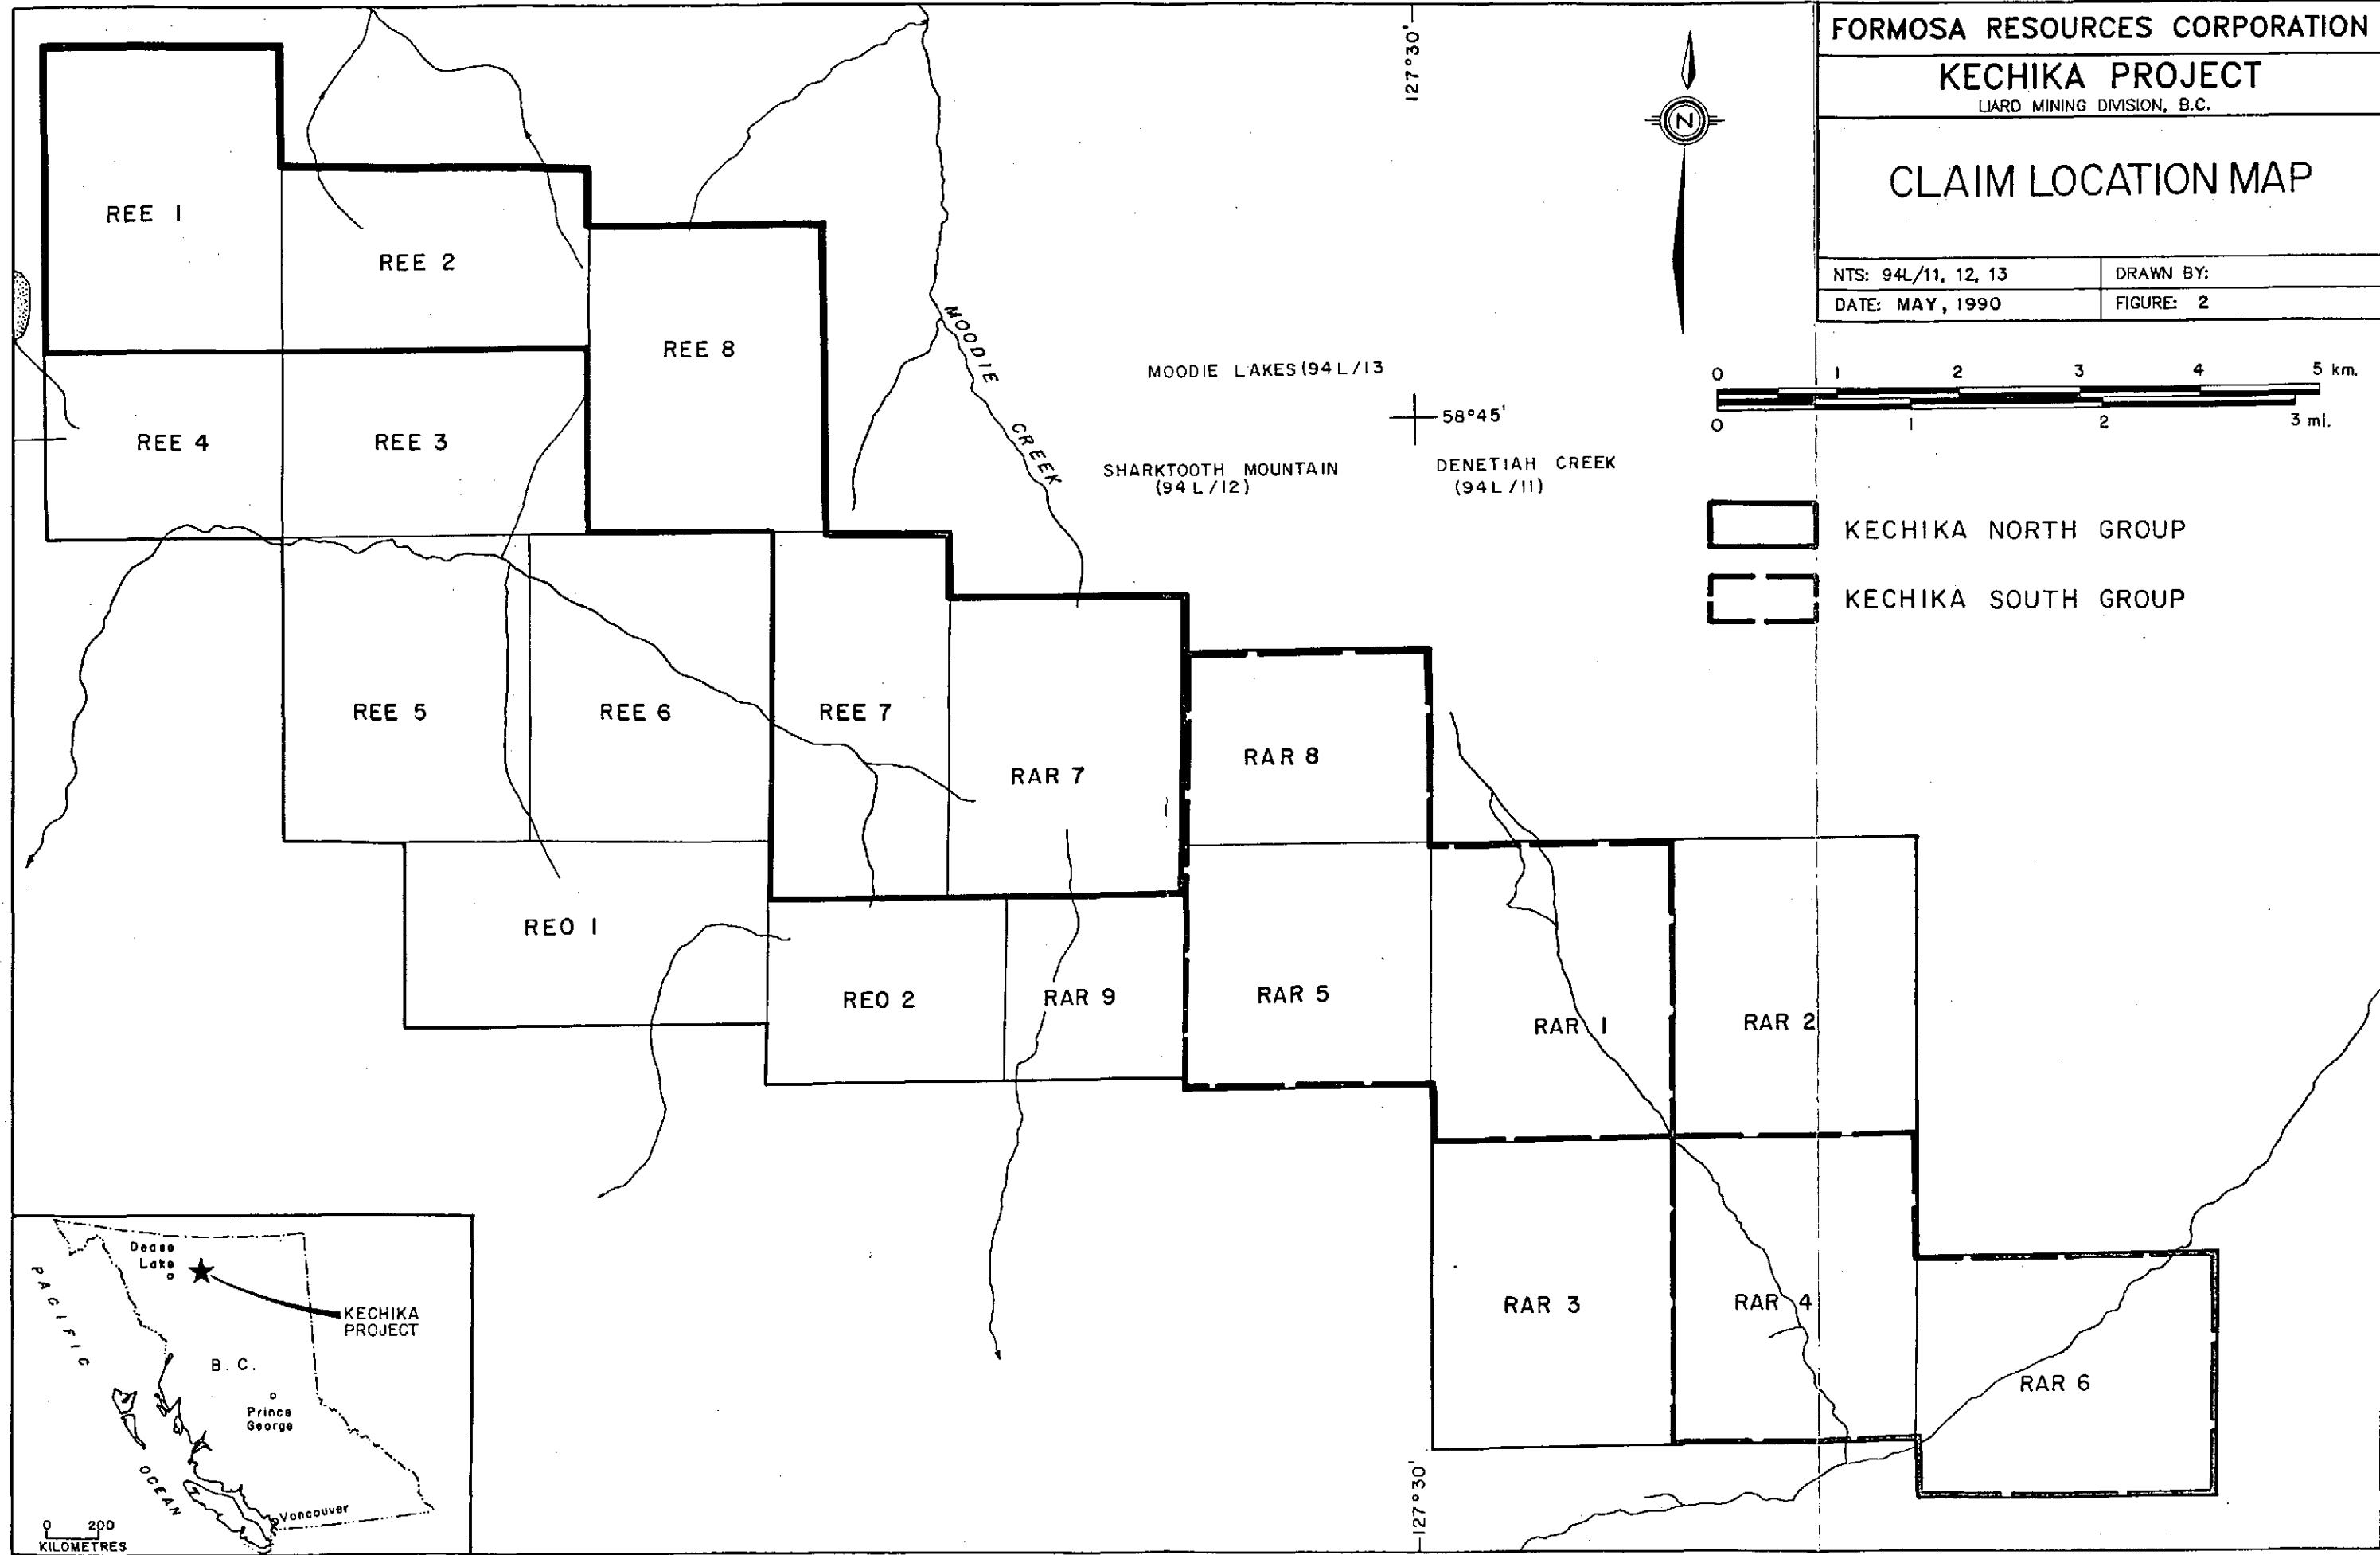 FORMOSA RESOURCES CORPORATION
KECHIKA PROJECT
LIARD MINING DIVISION, B.C.
CLAIM LOCATION MAP
NTS: 94L/11, 12, 13
DRAWN BY:
DATE: MAY, 1990
FIGURE: 2
127°30'
N
0 1 2 3 4 5 km.
0 1 2 3 mi.
MOODIE LAKES (94L/13
58°45'
SHARKTOOTH MOUNTAIN
(94L/12)
DENETIAH CREEK
(94L/11)
KECHIKA NORTH GROUP
KECHIKA SOUTH GROUP
MOODIE CREEK
REE 1
REE 2
REE 8
REE 4
REE 3
REE 5
REE 6
REE 7
RAR 7
RAR 8
REO 1
REO 2
RAR 9
RAR 5
RAR 1
RAR 2
RAR 3
RAR 4
RAR 6
127°30'
Dease
Lake
KECHIKA
PROJECT
PACIFIC
OCEAN
B.C.
Prince
George
Vancouver
0 200
KILOMETRES